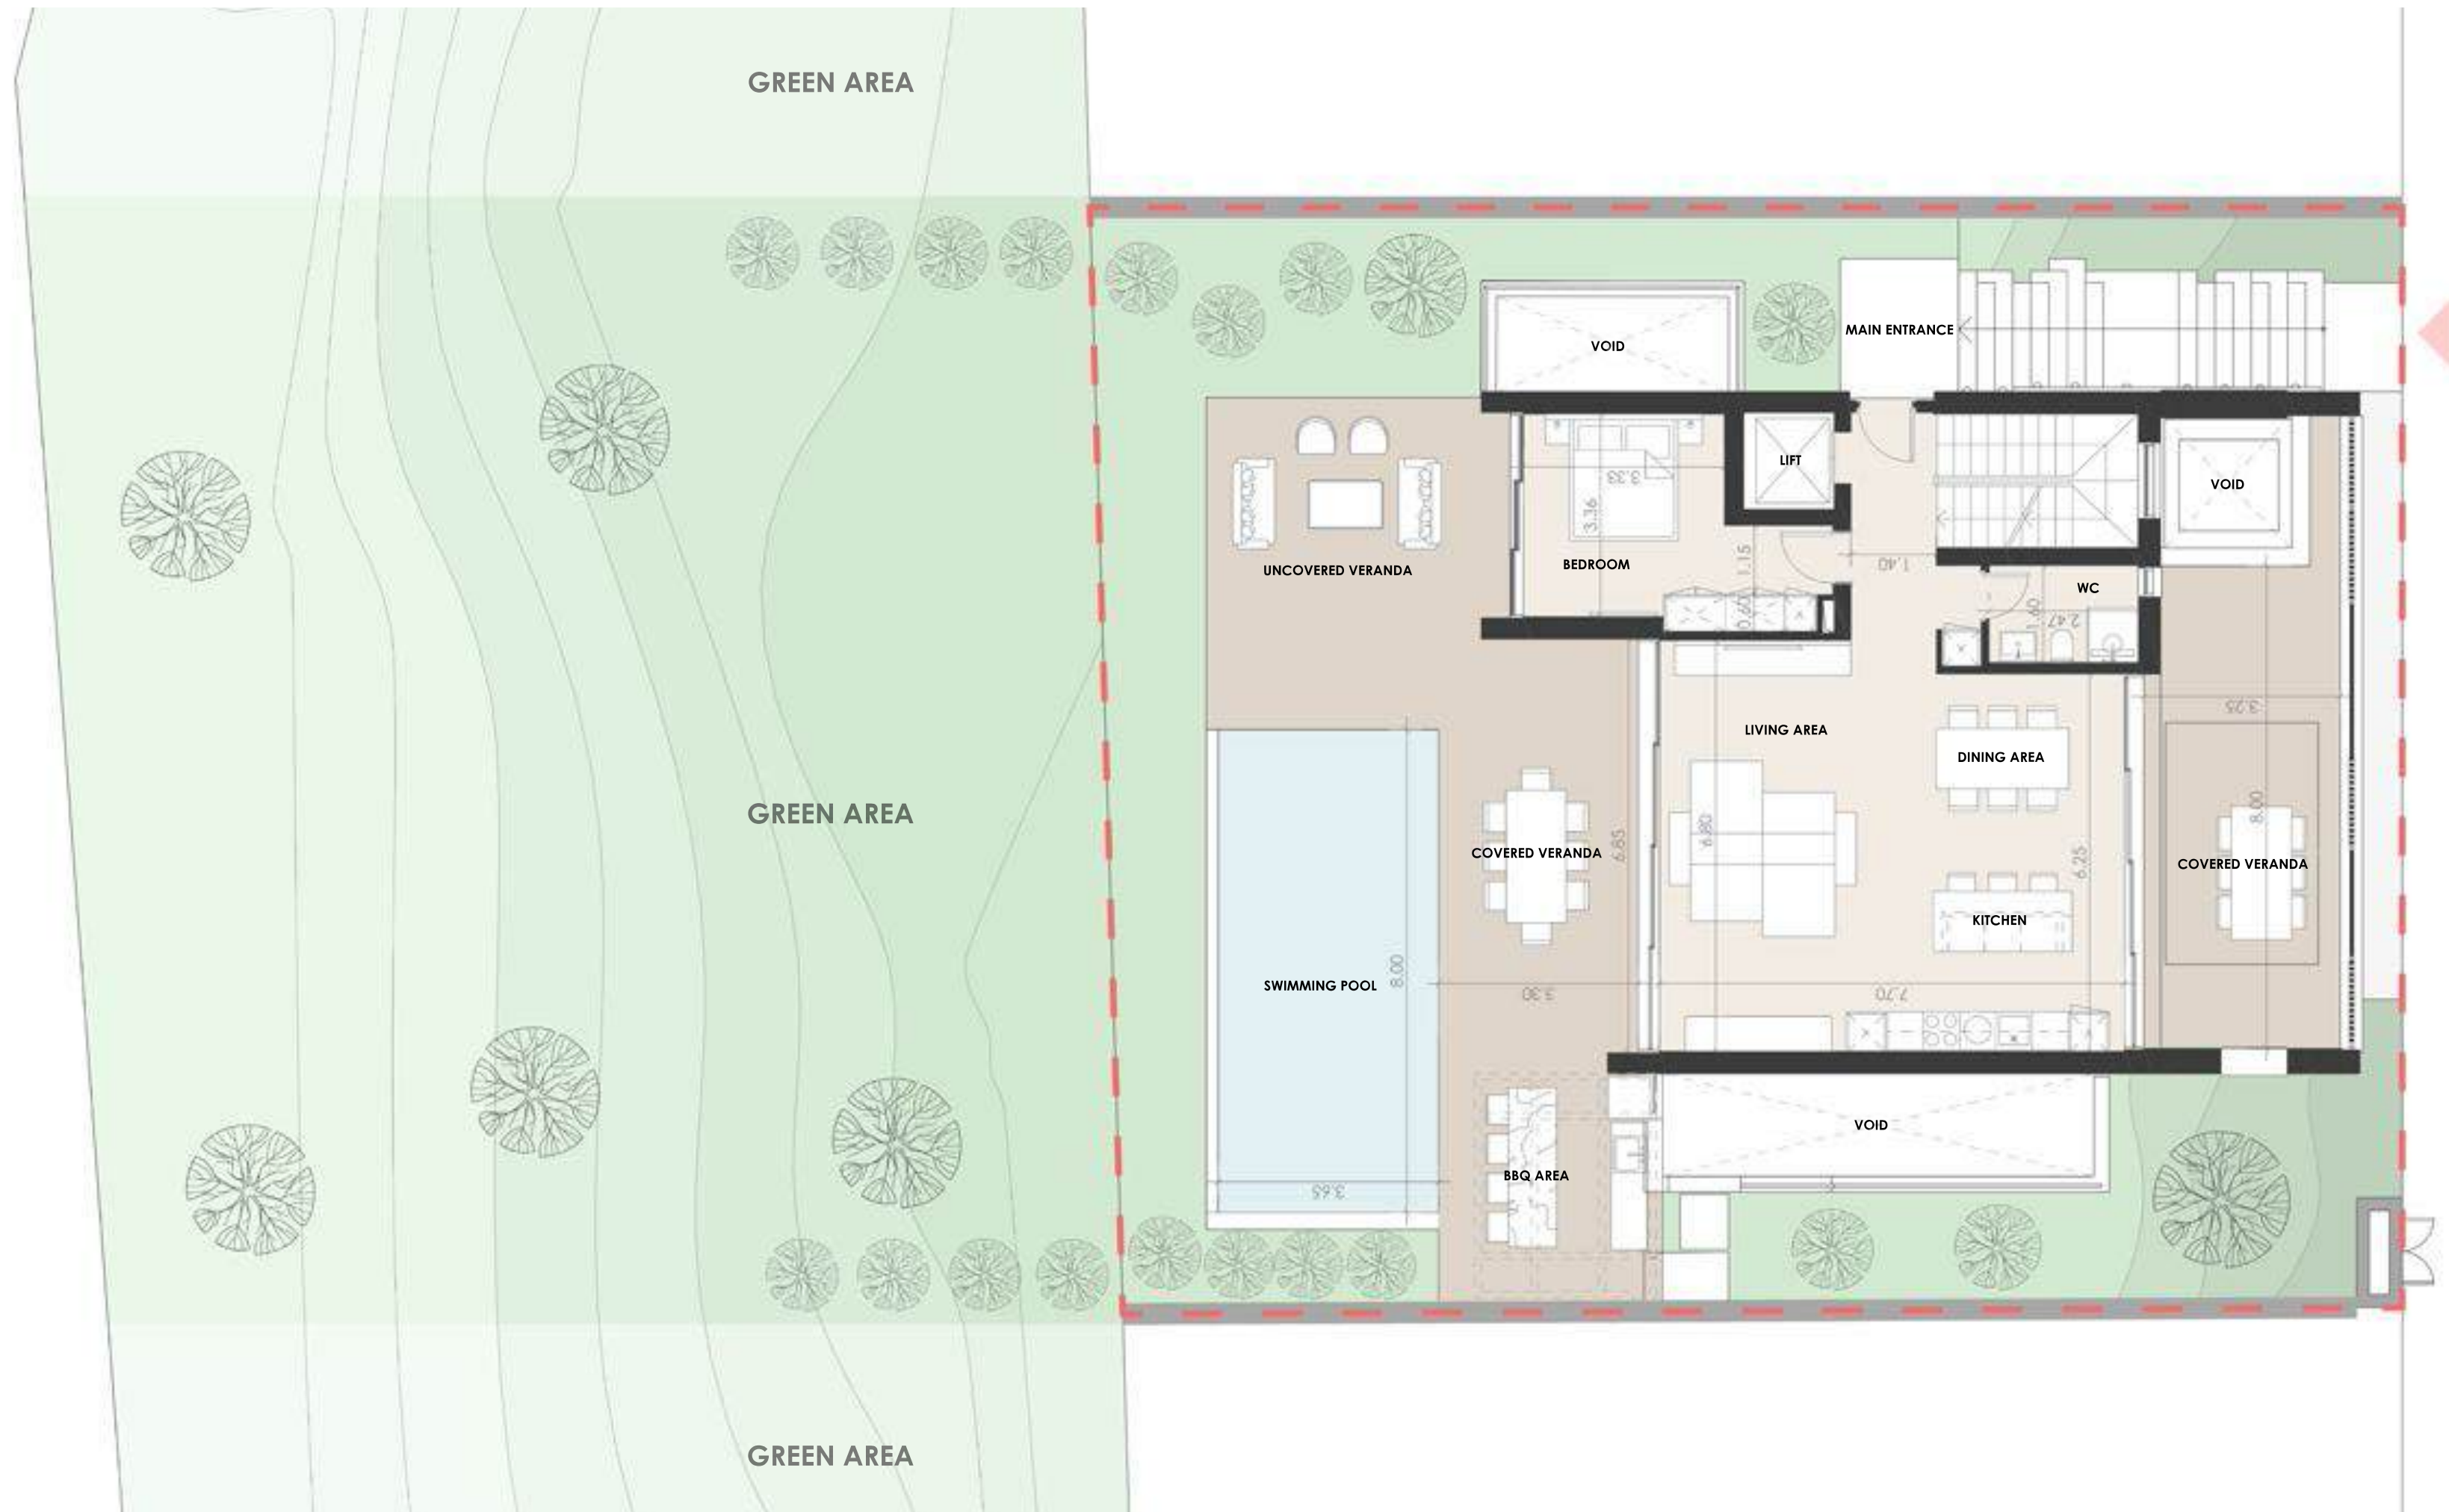 GREEN AREA
MAIN ENTRANCE
VOID
LIFT
VOID
3.33
3.16
UNCOVERED VERANDA
BEDROOM
1.15
1.40
WC
0.60
1.60
2.47
3.25
LIVING AREA
DINING AREA
GREEN AREA
6.80
6.85
8.00
COVERED VERANDA
6.25
COVERED VERANDA
KITCHEN
SWIMMING POOL
8.00
3.30
7.70
VOID
BBQ AREA
3.65
GREEN AREA